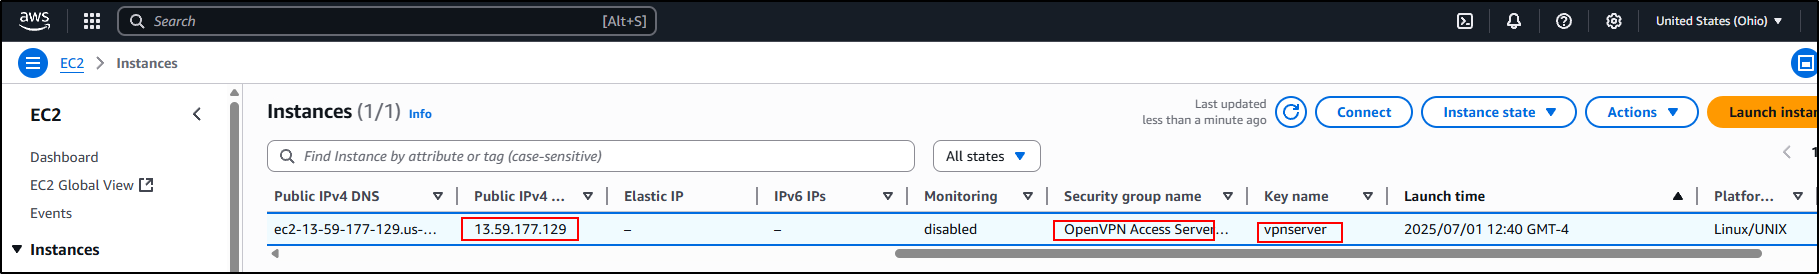 aws Search [Alt+S] United States (Ohio)
EC2 Instances
EC2
Dashboard
EC2 Global View
Events
Instances
Instances (1/1) Info
Last updated
less than a minute ago
Connect Instance state Actions
Find Instance by attribute or tag (case-sensitive) All states
Public IPv4 DNS Public IPv4 ... Elastic IP IPv6 IPs Monitoring Security group name Key name Launch time Platfor...
ec2-13-59-177-129.us-... 13.59.177.129 – – disabled OpenVPN Access Server... vpnserver 2025/07/01 12:40 GMT-4 Linux/UNIX
Launch